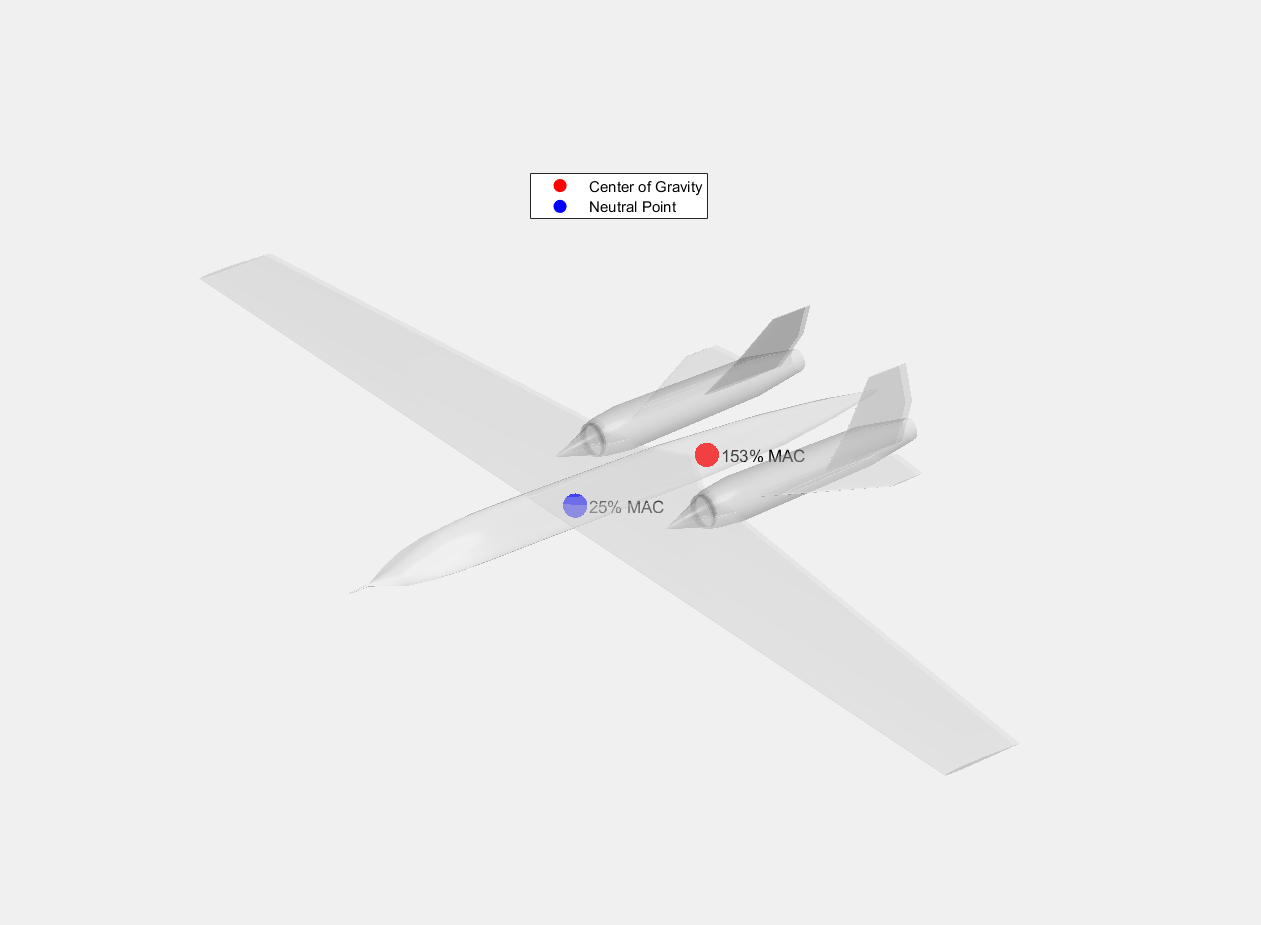 Center of Gravity
Neutral Point
153% MAC
25% MAC